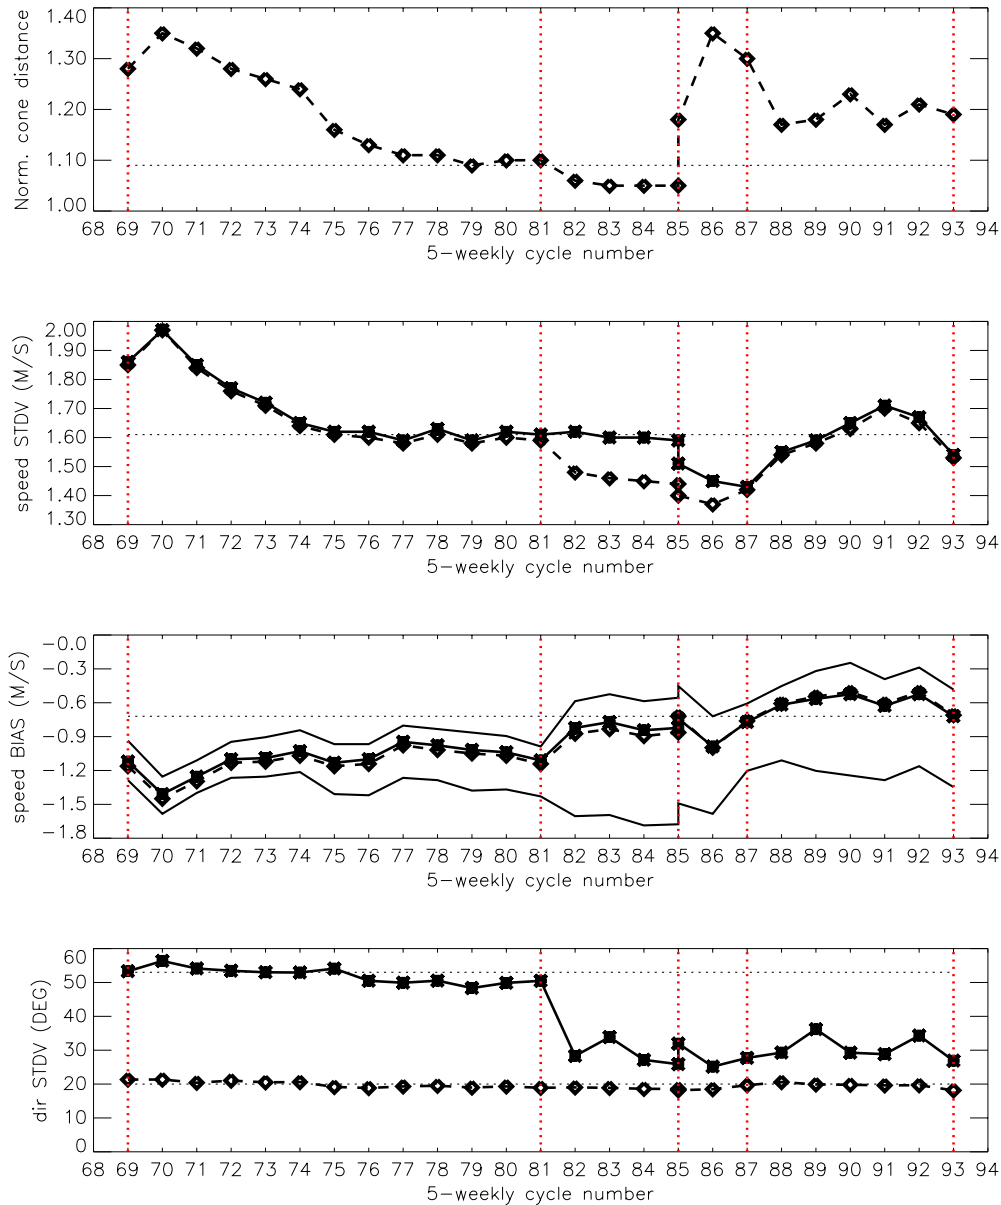 1.40
1.30
1.20
1.10
1.00
Norm. cone distance
68 69 70 71 72 73 74 75 76 77 78 79 80 81 82 83 84 85 86 87 88 89 90 91 92 93 94
5-weekly cycle number
2.00
1.90
1.80
1.70
1.60
1.50
1.40
1.30
speed STDV (M/S)
68 69 70 71 72 73 74 75 76 77 78 79 80 81 82 83 84 85 86 87 88 89 90 91 92 93 94
5-weekly cycle number
-0.0
-0.3
-0.6
-0.9
-1.2
-1.5
-1.8
speed BIAS (M/S)
68 69 70 71 72 73 74 75 76 77 78 79 80 81 82 83 84 85 86 87 88 89 90 91 92 93 94
5-weekly cycle number
60
50
40
30
20
10
0
dir STDV (DEG)
68 69 70 71 72 73 74 75 76 77 78 79 80 81 82 83 84 85 86 87 88 89 90 91 92 93 94
5-weekly cycle number